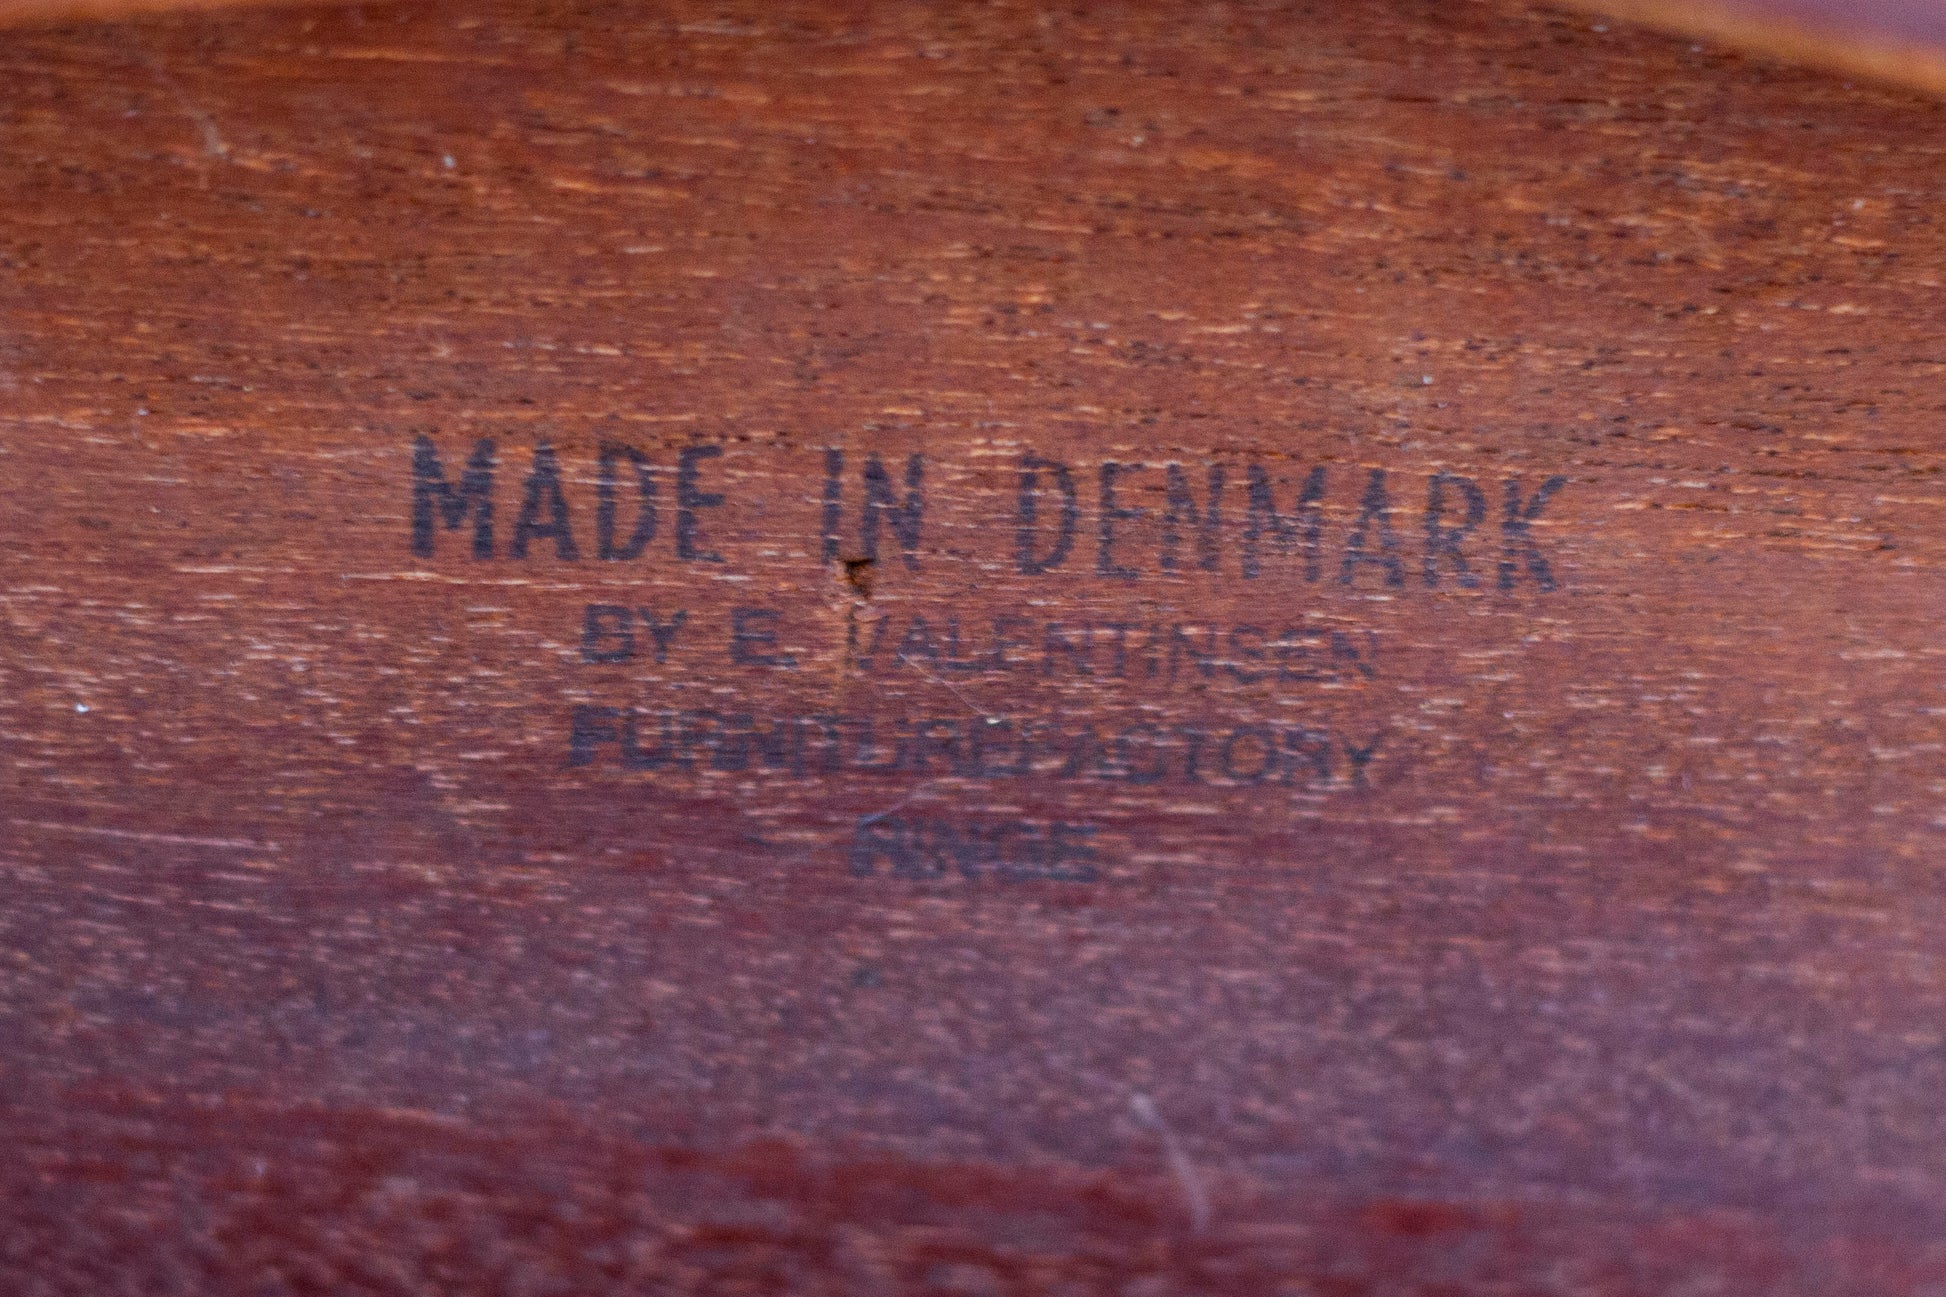 MADE IN DENMARK
BY E. VALENTINSEN
FURNITUREFACTORY
RINGE